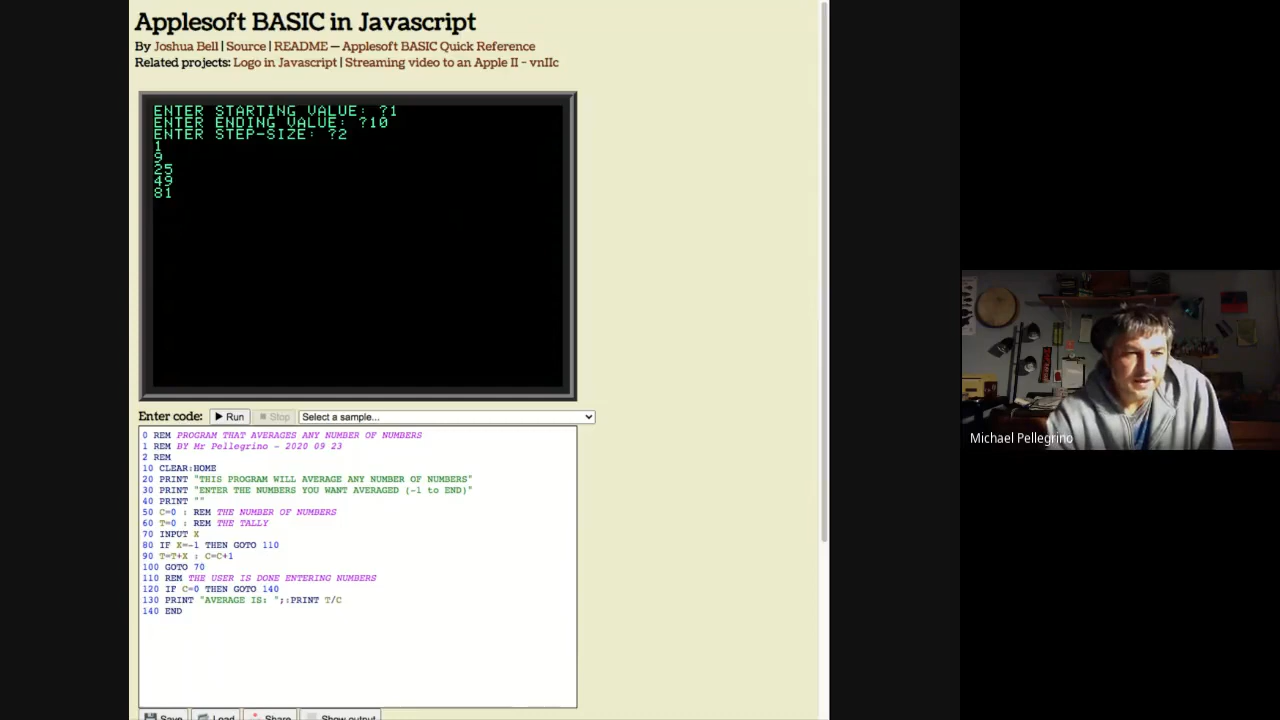 Applesoft BASIC in Javascript
By Joshua Bell | Source | README — Applesoft BASIC Quick Reference
Related projects: Logo in Javascript | Streaming video to an Apple II - vnIIc
ENTER STARTING VALUE: ?1
ENTER ENDING VALUE: ?10
ENTER STEP-SIZE: ?2
1
9
25
49
81
Enter code: Run Stop Select a sample...
0 REM PROGRAM THAT AVERAGES ANY NUMBER OF NUMBERS
1 REM BY Mr Pellegrino - 2020 09 23
2 REM
10 CLEAR:HOME
20 PRINT "THIS PROGRAM WILL AVERAGE ANY NUMBER OF NUMBERS"
30 PRINT "ENTER THE NUMBERS YOU WANT AVERAGED (-1 to END)"
40 PRINT ""
50 C=0 : REM THE NUMBER OF NUMBERS
60 T=0 : REM THE TALLY
70 INPUT X
80 IF X=-1 THEN GOTO 110
90 T=T+X : C=C+1
100 GOTO 70
110 REM THE USER IS DONE ENTERING NUMBERS
120 IF C=0 THEN GOTO 140
130 PRINT "AVERAGE IS: ";:PRINT T/C
140 END
Save Load Share Show output
Michael Pellegrino